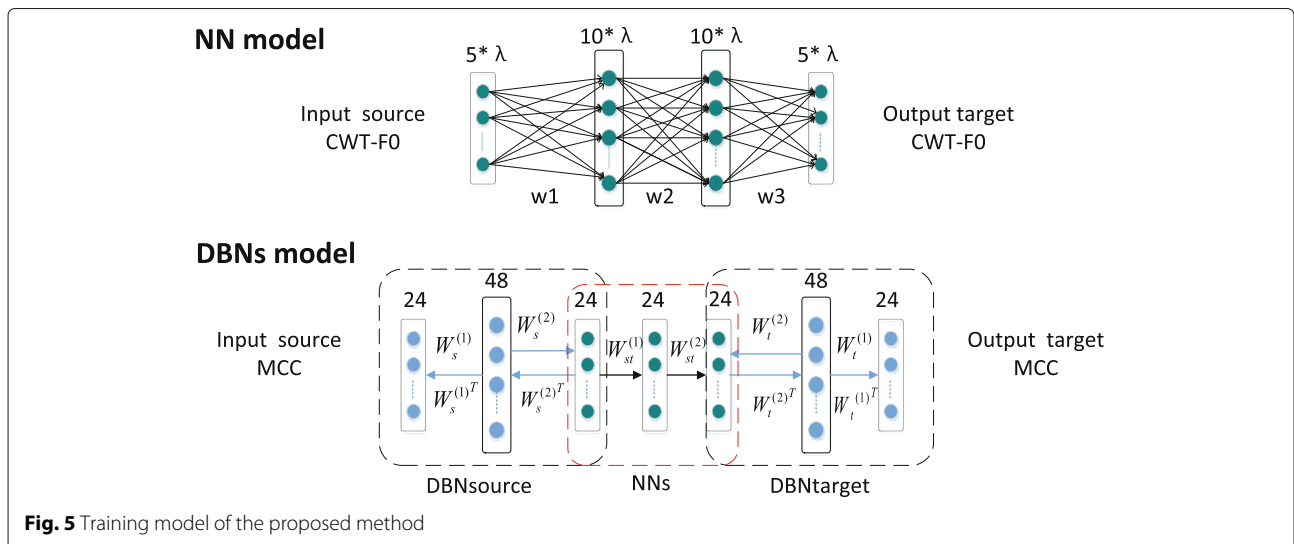 NN model
5* λ
10* λ
10* λ
5* λ
Input source
CWT-F0
Output target
CWT-F0
w1
w2
w3
DBNs model
24
48
24
24
24
48
24
Input source
MCC
W_s^(1)
W_s^(2)
W_st^(1)
W_st^(2)
W_t^(2)
W_t^(1)
W_s^(1)^T
W_s^(2)^T
W_t^(2)^T
W_t^(1)^T
Output target
MCC
DBNsource
NNs
DBNtarget
Fig. 5 Training model of the proposed method